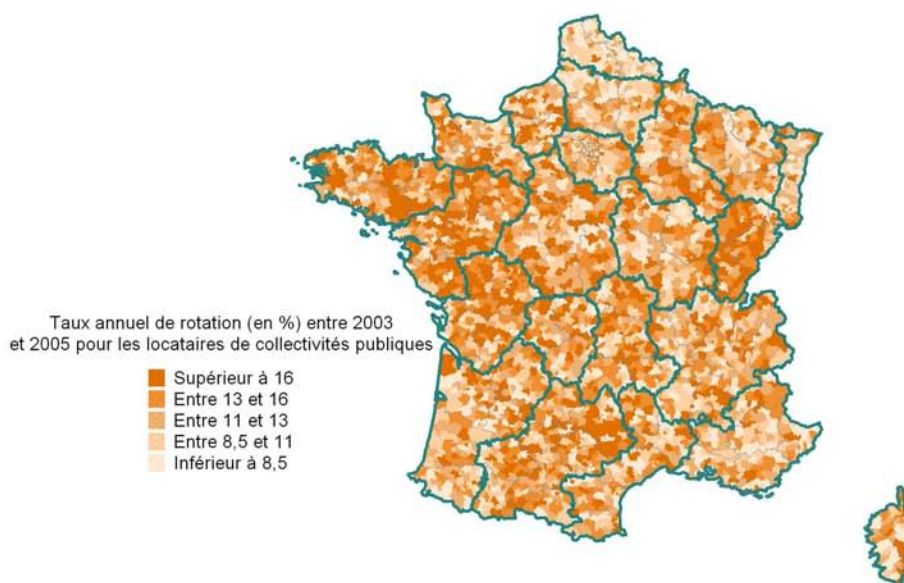 Taux annuel de rotation (en %) entre 2003
et 2005 pour les locataires de collectivités publiques
Supérieur à 16
Entre 13 et 16
Entre 11 et 13
Entre 8,5 et 11
Inférieur à 8,5